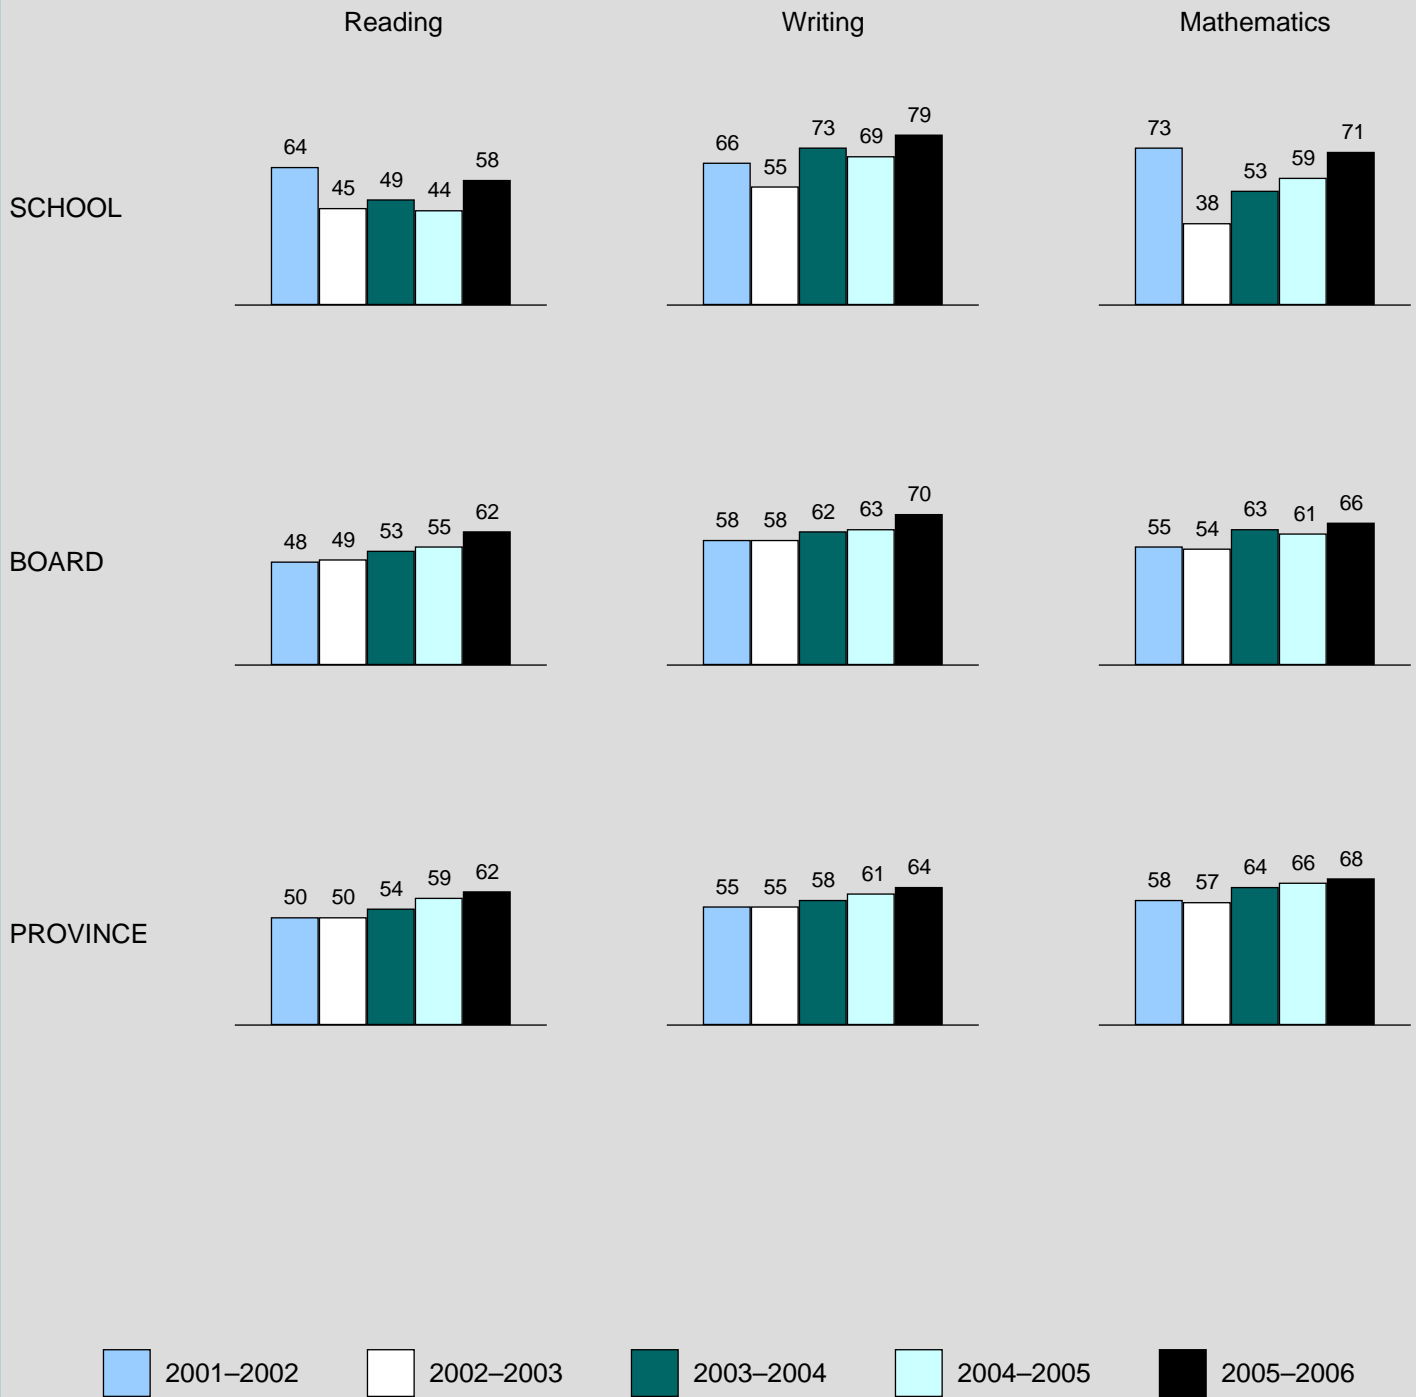 Reading Writing Mathematics
SCHOOL
64 45 49 44 58
66 55 73 69 79
73 38 53 59 71
BOARD
48 49 53 55 62
58 58 62 63 70
55 54 63 61 66
PROVINCE
50 50 54 59 62
55 55 58 61 64
58 57 64 66 68
2001–2002 2002–2003 2003–2004 2004–2005 2005–2006